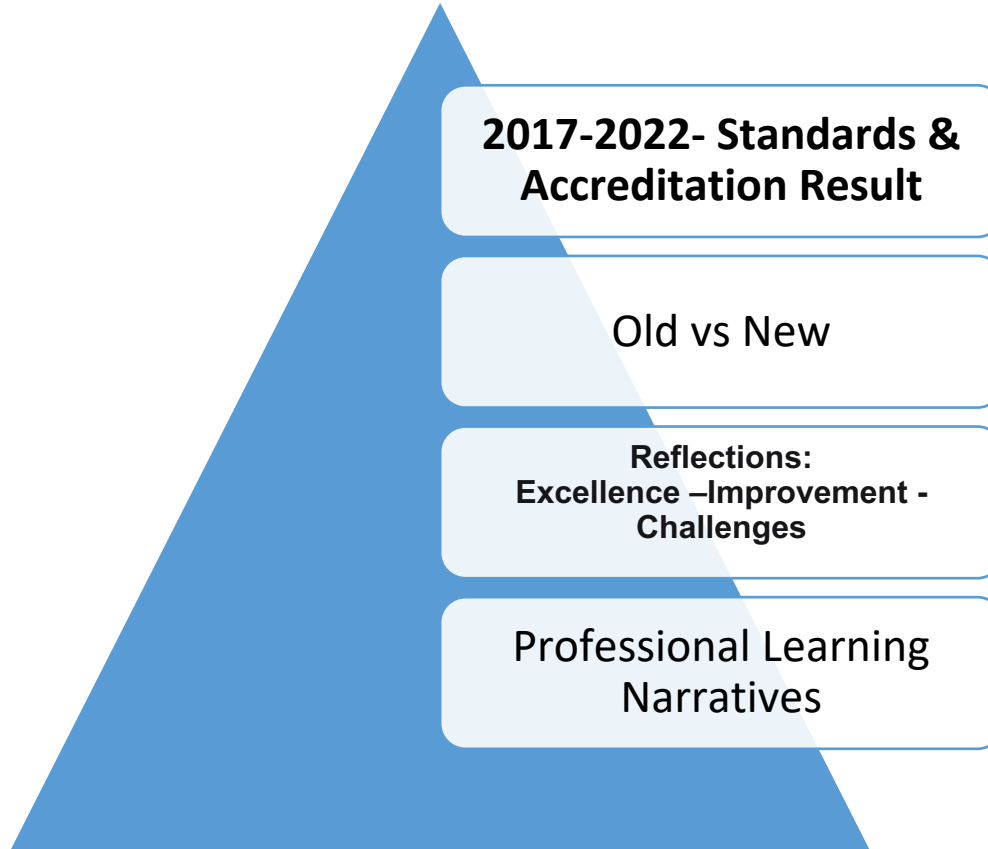 2017-2022- Standards &
Accreditation Result
Old vs New
Reflections:
Excellence –Improvement -
Challenges
Professional Learning
Narratives